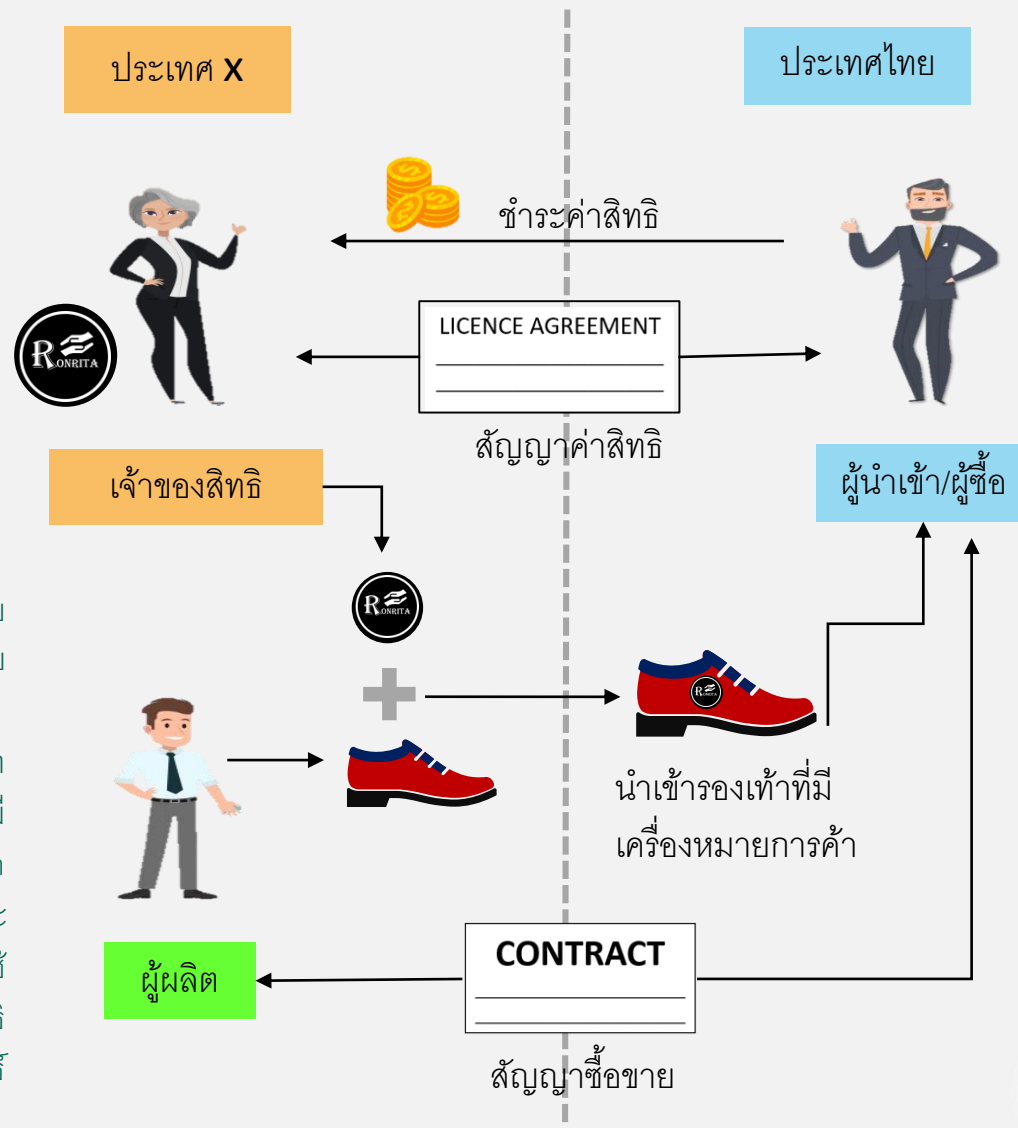 ประเทศ X
ประเทศไทย
ชำระค่าสิทธิ
LICENCE AGREEMENT
RONRITA
สัญญาค่าสิทธิ
เจ้าของสิทธิ
ผู้นำเข้า/ผู้ซื้อ
RONRITA
นำเข้ารองเท้าที่มี
เครื่องหมายการค้า
CONTRACT
ผู้ผลิต
สัญญาซื้อขาย